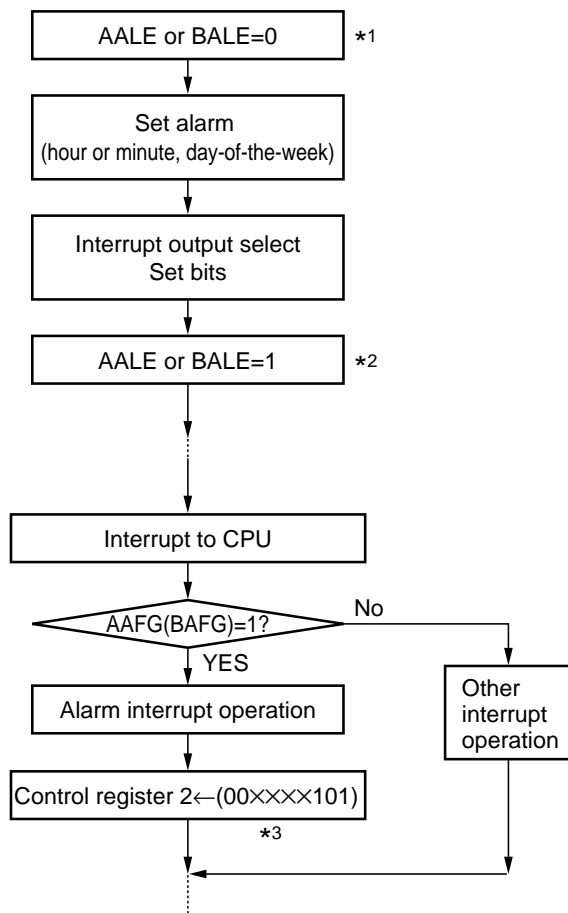 AALE or BALE=0 *1
Set alarm
(hour or minute, day-of-the-week)
Interrupt output select
Set bits
AALE or BALE=1 *2
Interrupt to CPU
AAFG(BAFG)=1?
No
YES
Alarm interrupt operation
Other
interrupt
operation
Control register 2←(00××××101)
*3